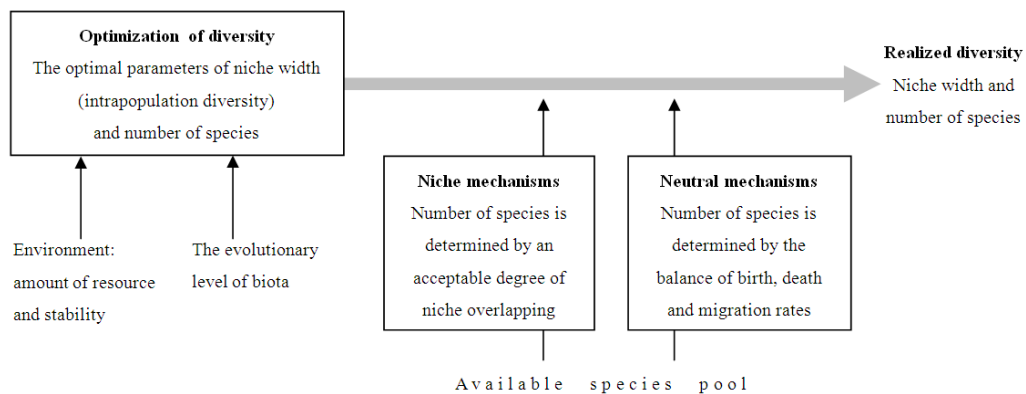 Optimization of diversity
The optimal parameters of niche width
(intrapopulation diversity)
and number of species
Realized diversity
Niche width and
number of species
Niche mechanisms
Number of species is
determined by an
acceptable degree of
niche overlapping
Neutral mechanisms
Number of species is
determined by the
balance of birth, death
and migration rates
Environment:
amount of resource
and stability
The evolutionary
level of biota
Available species pool